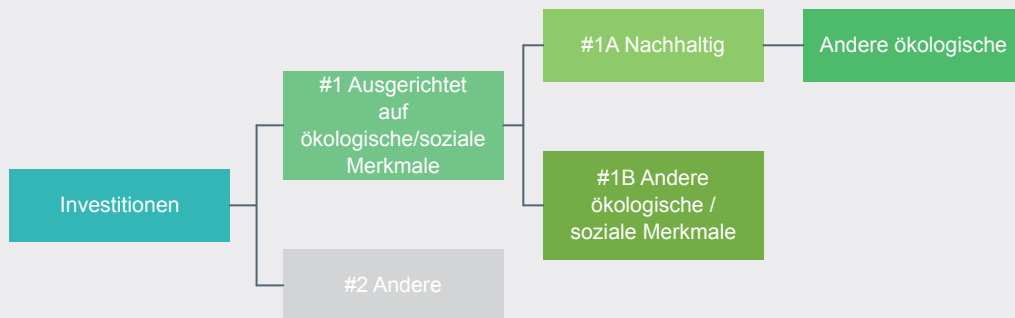 #1A Nachhaltig
Andere ökologische
#1 Ausgerichtet
auf
ökologische/soziale
Merkmale
#1B Andere
ökologische /
soziale Merkmale
Investitionen
#2 Andere